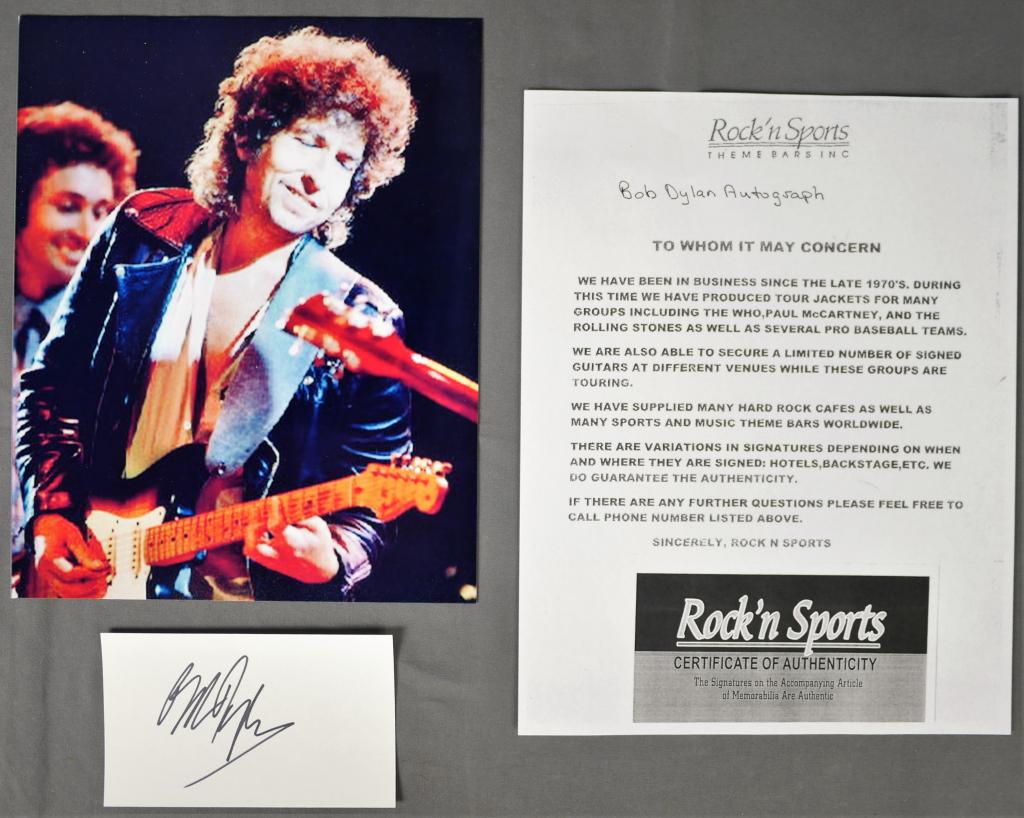 Rock'n Sports
THEME BARS INC
Bob Dylan Autograph
TO WHOM IT MAY CONCERN
WE HAVE BEEN IN BUSINESS SINCE THE LATE 1970'S. DURING
THIS TIME WE HAVE PRODUCED TOUR JACKETS FOR MANY
GROUPS INCLUDING THE WHO,PAUL McCARTNEY, AND THE
ROLLING STONES AS WELL AS SEVERAL PRO BASEBALL TEAMS.
WE ARE ALSO ABLE TO SECURE A LIMITED NUMBER OF SIGNED
GUITARS AT DIFFERENT VENUES WHILE THESE GROUPS ARE
TOURING.
WE HAVE SUPPLIED MANY HARD ROCK CAFES AS WELL AS
MANY SPORTS AND MUSIC THEME BARS WORLDWIDE.
THERE ARE VARIATIONS IN SIGNATURES DEPENDING ON WHEN
AND WHERE THEY ARE SIGNED: HOTELS,BACKSTAGE,ETC. WE
DO GUARANTEE THE AUTHENTICITY.
IF THERE ARE ANY FURTHER QUESTIONS PLEASE FEEL FREE TO
CALL PHONE NUMBER LISTED ABOVE.
SINCERELY, ROCK N SPORTS
Rock'n Sports
CERTIFICATE OF AUTHENTICITY
The Signatures on the Accompanying Article
of Memorabilia Are Authentic
Bob Dylan